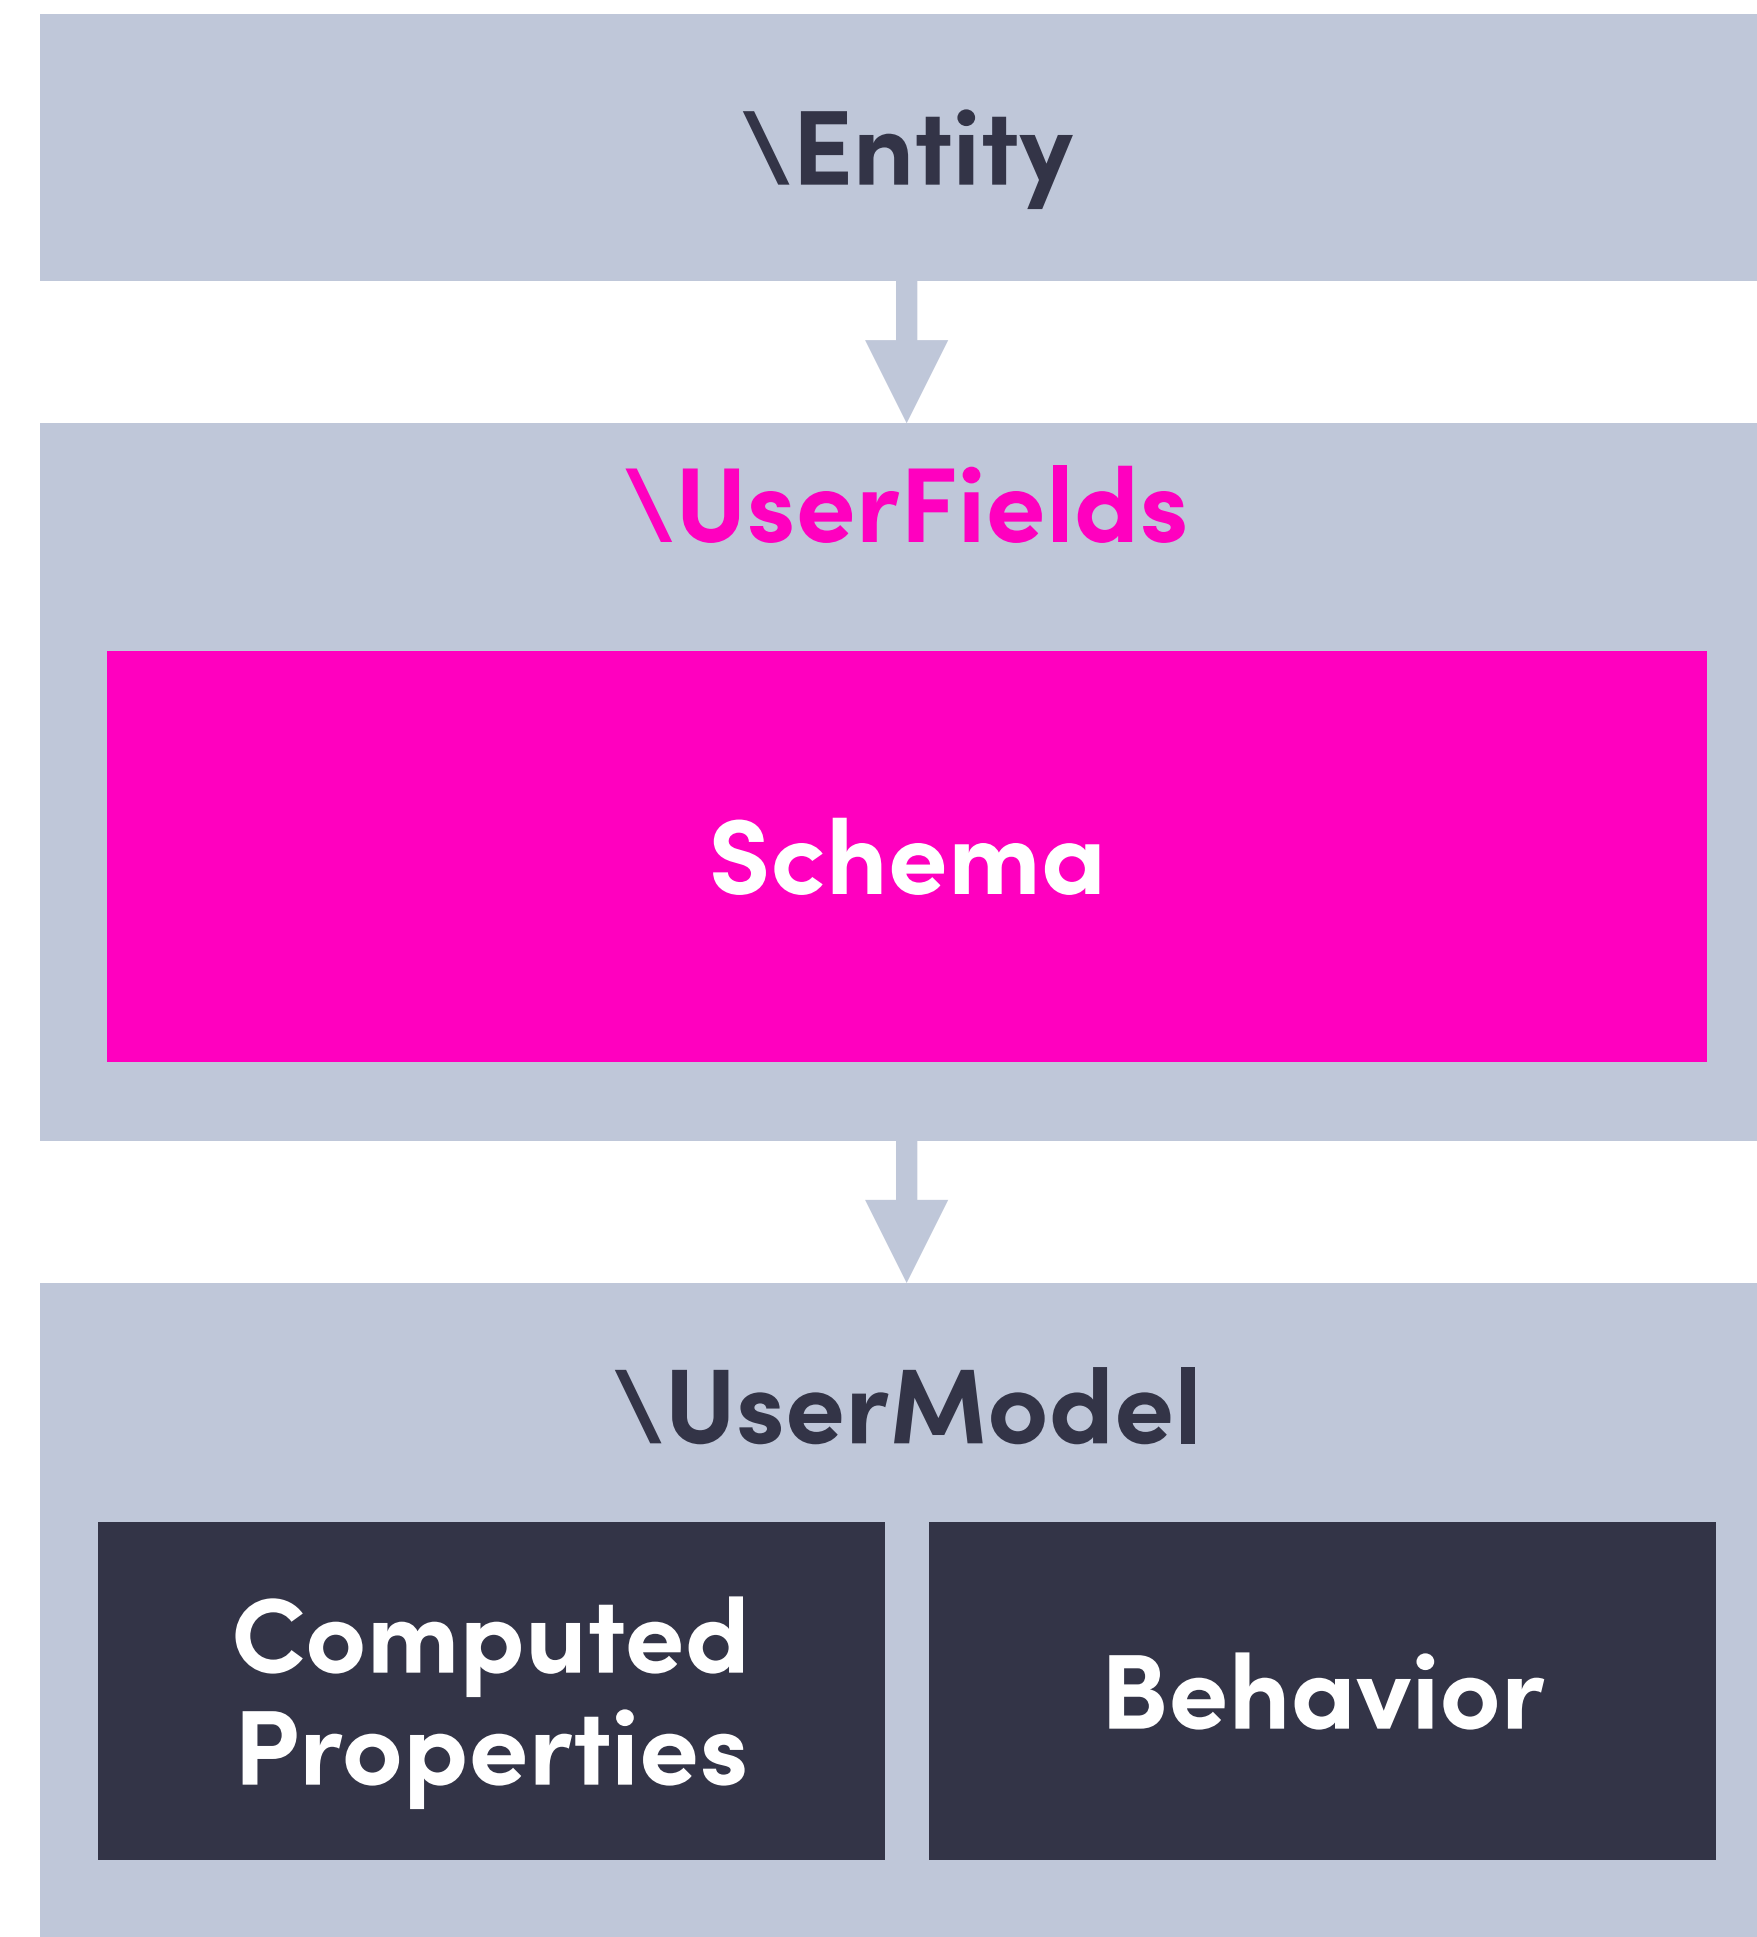 \Entity
\UserFields
Schema
\UserModel
Computed
Properties
Behavior